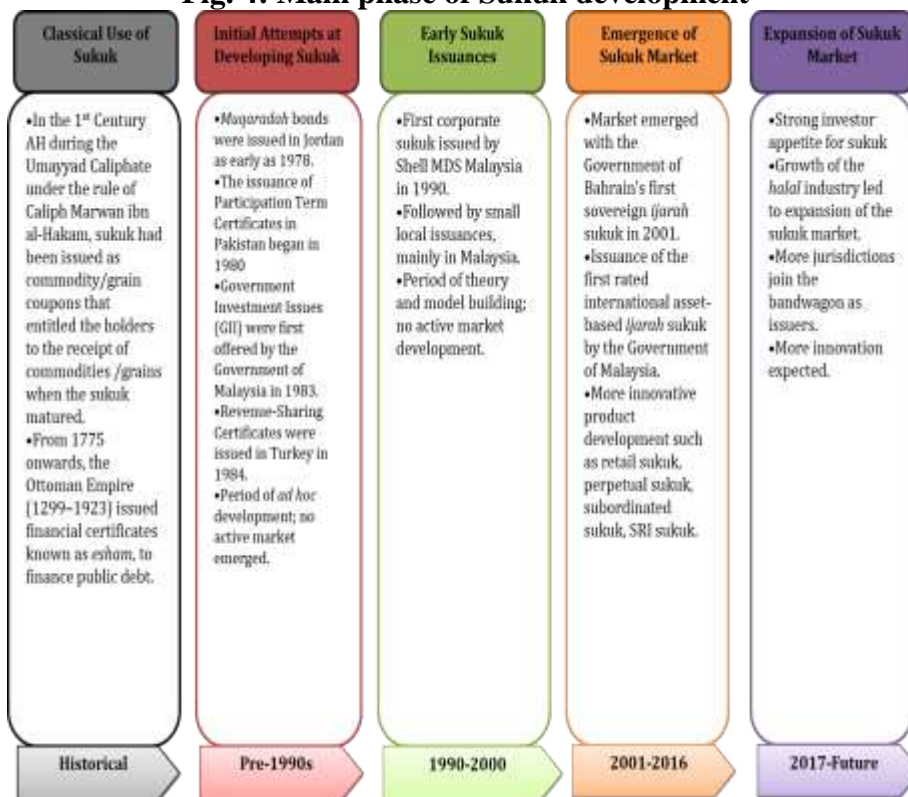 Fig. 4: Main phase of Sukuk development
Classical Use of
Sukuk
•In the 1st Century
AH during the
Umayyad Caliphate
under the rule of
Caliph Marwan ibn
al-Hakam, sukuk had
been issued as
commodity/grain
coupons that
entitled the holders
to the receipt of
commodities /grains
when the sukuk
matured.
•From 1775
onwards, the
Ottoman Empire
(1299–1923) issued
financial certificates
known as esham, to
finance public debt.
Historical
Initial Attempts at
Developing Sukuk
•Muqaradah bonds
were issued in Jordan
as early as 1978.
•The issuance of
Participation Term
Certificates in
Pakistan began in
1980
•Government
Investment Issues
(GII) were first
offered by the
Government of
Malaysia in 1983.
•Revenue-Sharing
Certificates were
issued in Turkey in
1984.
•Period of ad hoc
development; no
active market
emerged.
Pre-1990s
Early Sukuk
Issuances
•First corporate
sukuk issued by
Shell MDS Malaysia
in 1990.
•Followed by small
local issuances,
mainly in Malaysia.
•Period of theory
and model building;
no active market
development.
1990-2000
Emergence of
Sukuk Market
•Market emerged
with the
Government of
Bahrain's first
sovereign ijarah
sukuk in 2001.
•Issuance of the
first rated
international asset-
based ijarah sukuk
by the Government
of Malaysia.
•More innovative
product
development such
as retail sukuk,
perpetual sukuk,
subordinated
sukuk, SRI sukuk.
2001-2016
Expansion of Sukuk
Market
•Strong investor
appetite for sukuk
•Growth of the
halal industry led
to expansion of the
sukuk market.
•More jurisdictions
join the
bandwagon as
issuers.
•More innovation
expected.
2017-Future